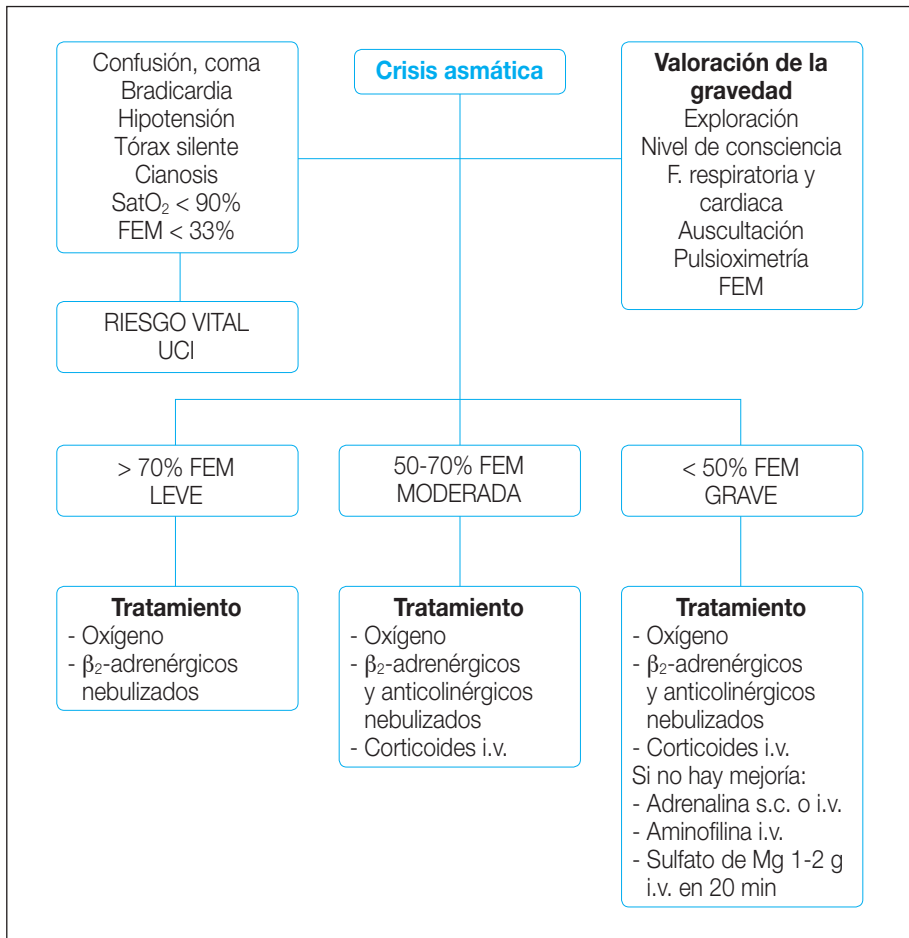 Confusión, coma
Bradicardia
Hipotensión
Tórax silente
Cianosis
SatO₂ < 90%
FEM < 33%
Crisis asmática
Valoración de la
gravedad
Exploración
Nivel de consciencia
F. respiratoria y
cardiaca
Auscultación
Pulsioximetría
FEM
RIESGO VITAL
UCI
> 70% FEM
LEVE
50-70% FEM
MODERADA
< 50% FEM
GRAVE
Tratamiento
- Oxígeno
- β₂-adrenérgicos
nebulizados
Tratamiento
- Oxígeno
- β₂-adrenérgicos
y anticolinérgicos
nebulizados
- Corticoides i.v.
Tratamiento
- Oxígeno
- β₂-adrenérgicos
y anticolinérgicos
nebulizados
- Corticoides i.v.
Si no hay mejoría:
- Adrenalina s.c. o i.v.
- Aminofilina i.v.
- Sulfato de Mg 1-2 g
i.v. en 20 min